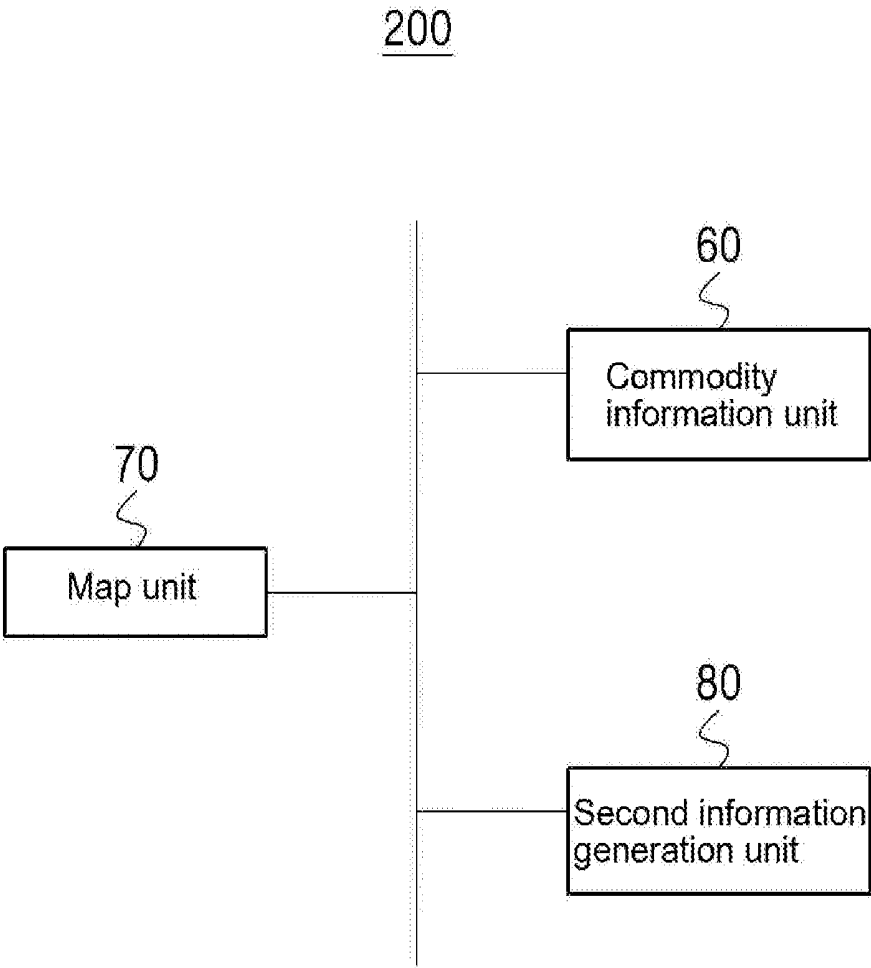 200
60
Commodity
information unit
70
Map unit
80
Second information
generation unit